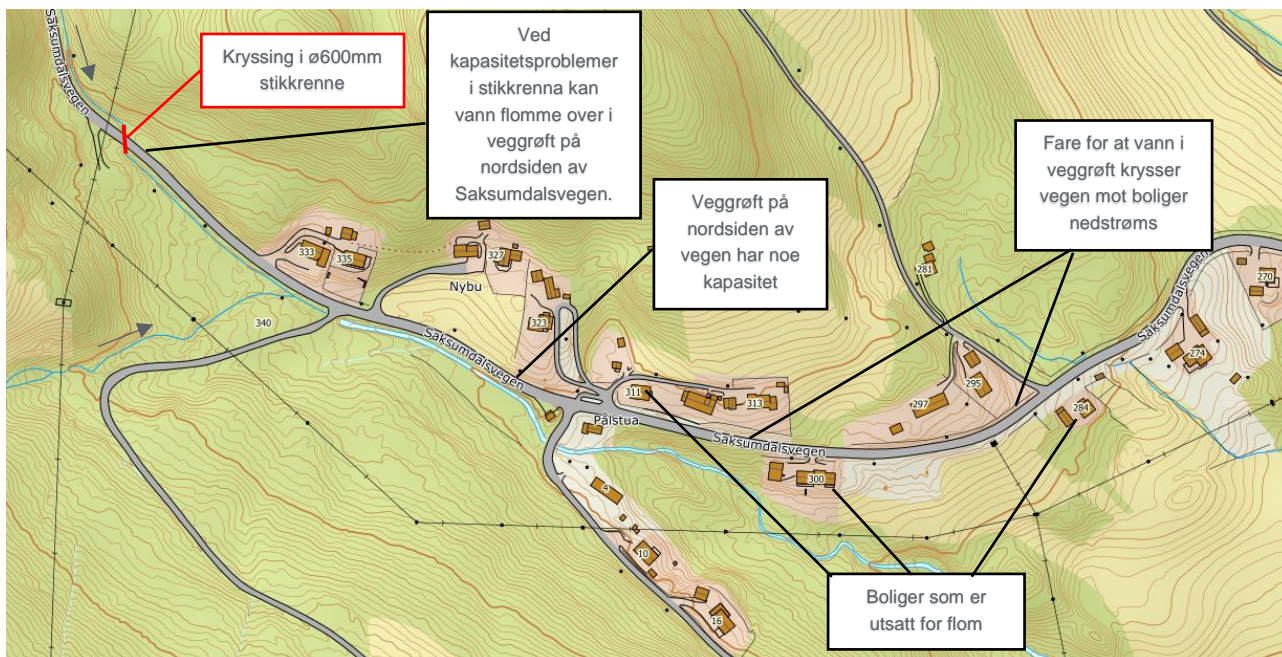 Saksumdalsvegen
Kryssing i ø600mm
stikkrenne
Ved
kapasitetsproblemer
i stikkrenna kan
vann flomme over i
veggrøft på
nordsiden av
Saksumdalsvegen.
Veggrøft på
nordsiden av
vegen har noe
kapasitet
Fare for at vann i
veggrøft krysser
vegen mot boliger
nedstrøms
333
335
327
Nybu
323
340
Saksumdalsvegen
281
Saksumdalsvegen
270
274
295
297
284
311
313
Pålstua
Saksumdalsvegen
300
4
10
16
Boliger som er
utsatt for flom